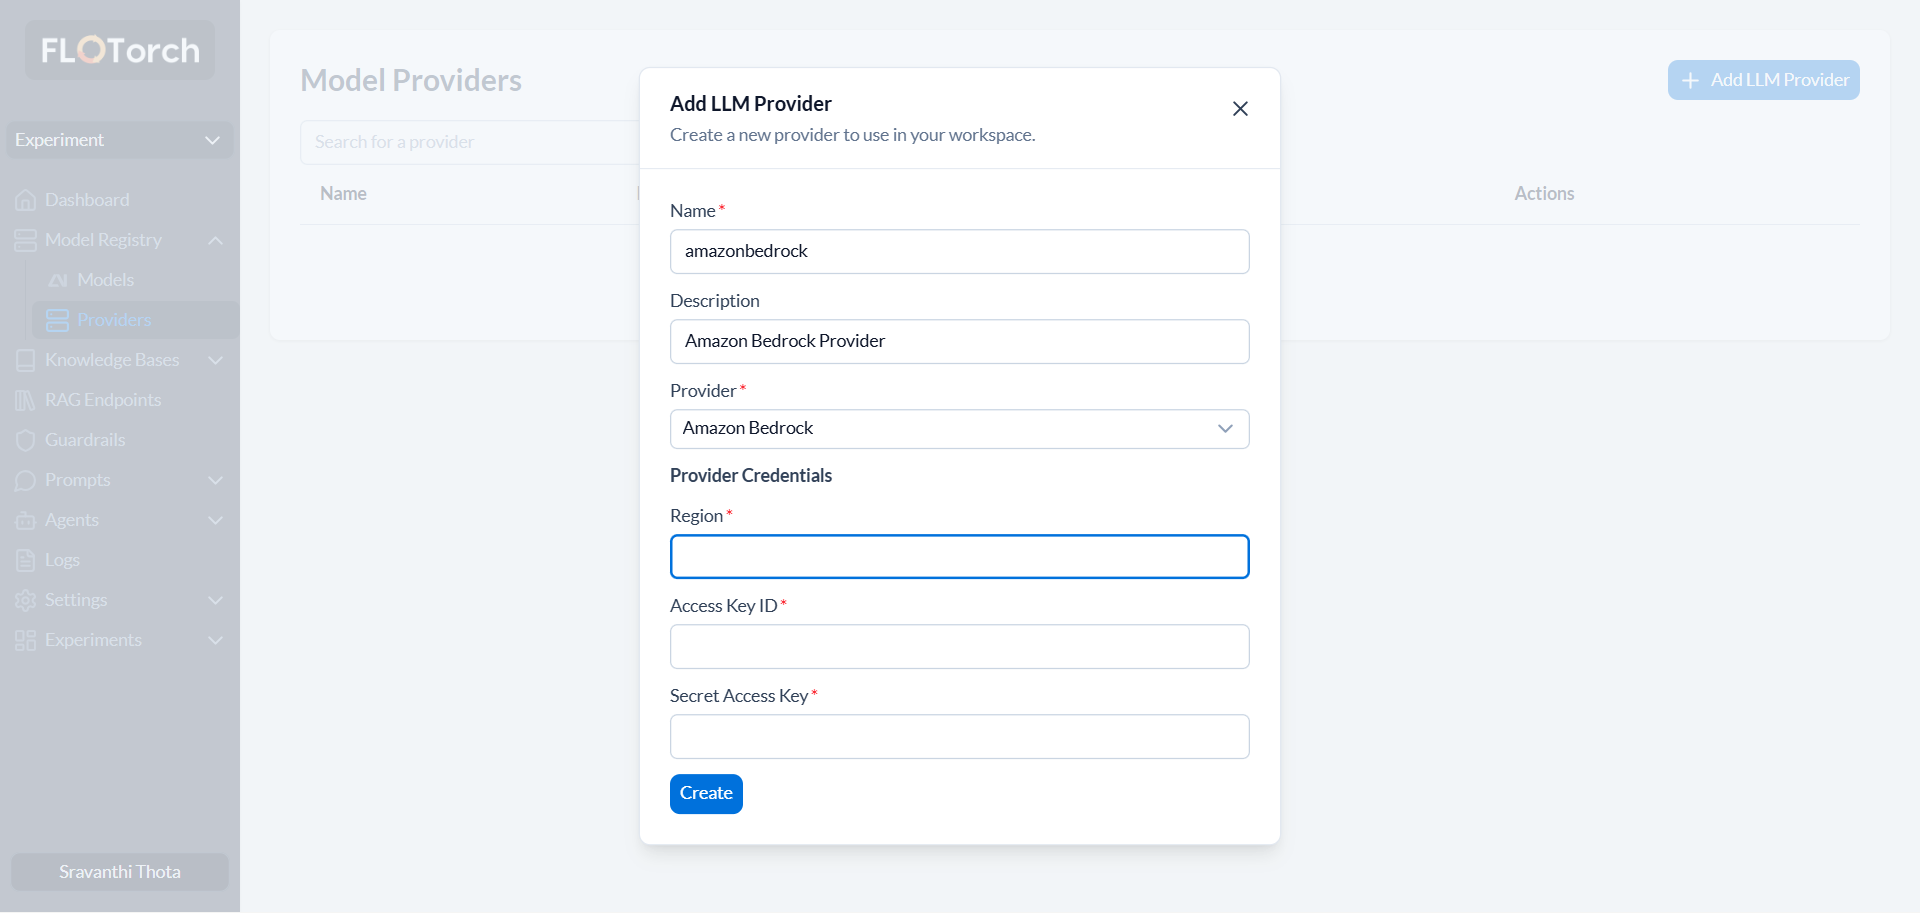 FLOTorch
Experiment
Dashboard
Model Registry
Models
Providers
Knowledge Bases
RAG Endpoints
Guardrails
Prompts
Agents
Logs
Settings
Experiments
Sravanthi Thota
Model Providers
Add LLM Provider
Search for a provider
Name
Actions
Add LLM Provider
Create a new provider to use in your workspace.
Name*
amazonbedrock
Description
Amazon Bedrock Provider
Provider*
Amazon Bedrock
Provider Credentials
Region*
Access Key ID*
Secret Access Key*
Create